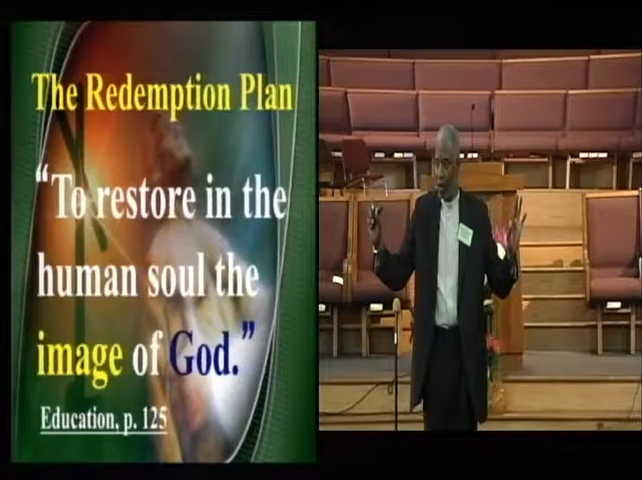 The Redemption Plan
“To restore in the
human soul the
image of God.”
Education, p. 125